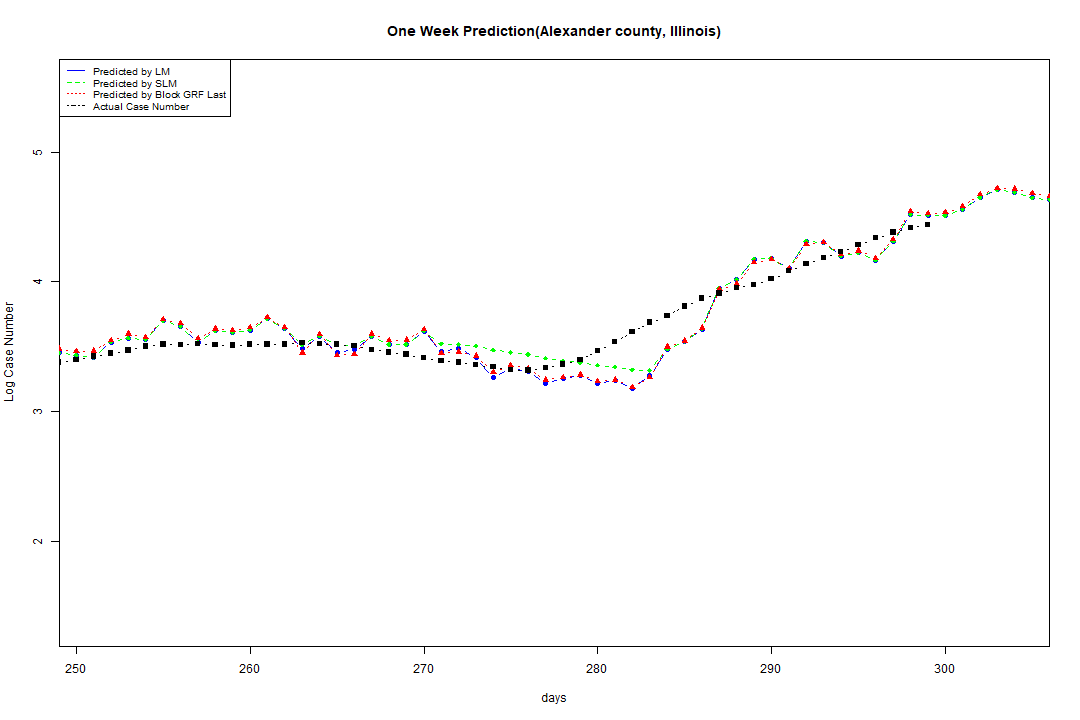 One Week Prediction(Alexander county, Illinois)
Predicted by LM
Predicted by SLM
Predicted by Block GRF Last
Actual Case Number
5
4
3
2
Log Case Number
250 260 270 280 290 300
days